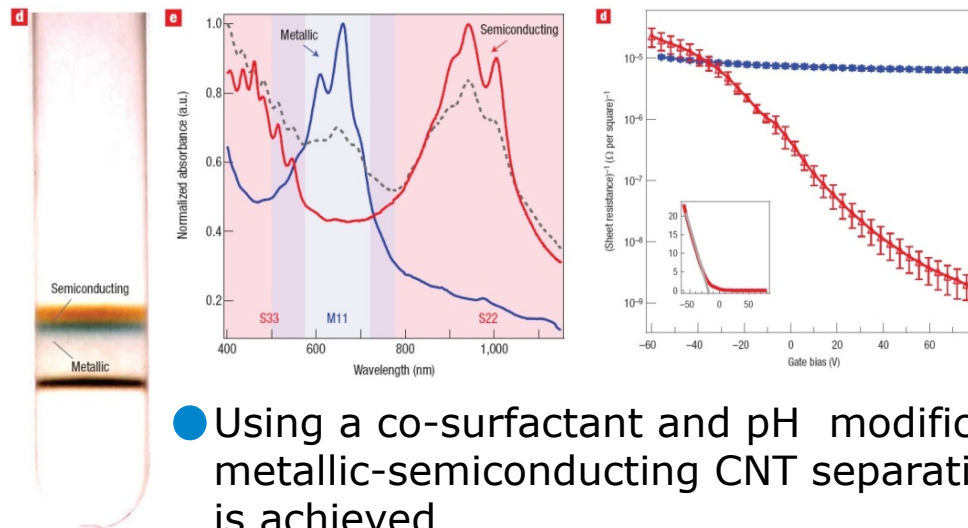 d
Semiconducting
Metallic
e
Normalized absorbance (a.u.)
1.0
0.8
0.6
0.4
0.2
Metallic
Semiconducting
S33
M11
S22
400
600
800
1,000
Wavelength (nm)
d
(Sheet resistance)⁻¹ (Ω per square)⁻¹
10⁻⁵
10⁻⁶
10⁻⁷
10⁻⁸
10⁻⁹
20
15
10
5
0
−50
0
50
−60
−40
−20
0
20
40
60
Gate bias (V)
Using a co-surfactant and pH modific
metallic-semiconducting CNT separati
is achieved